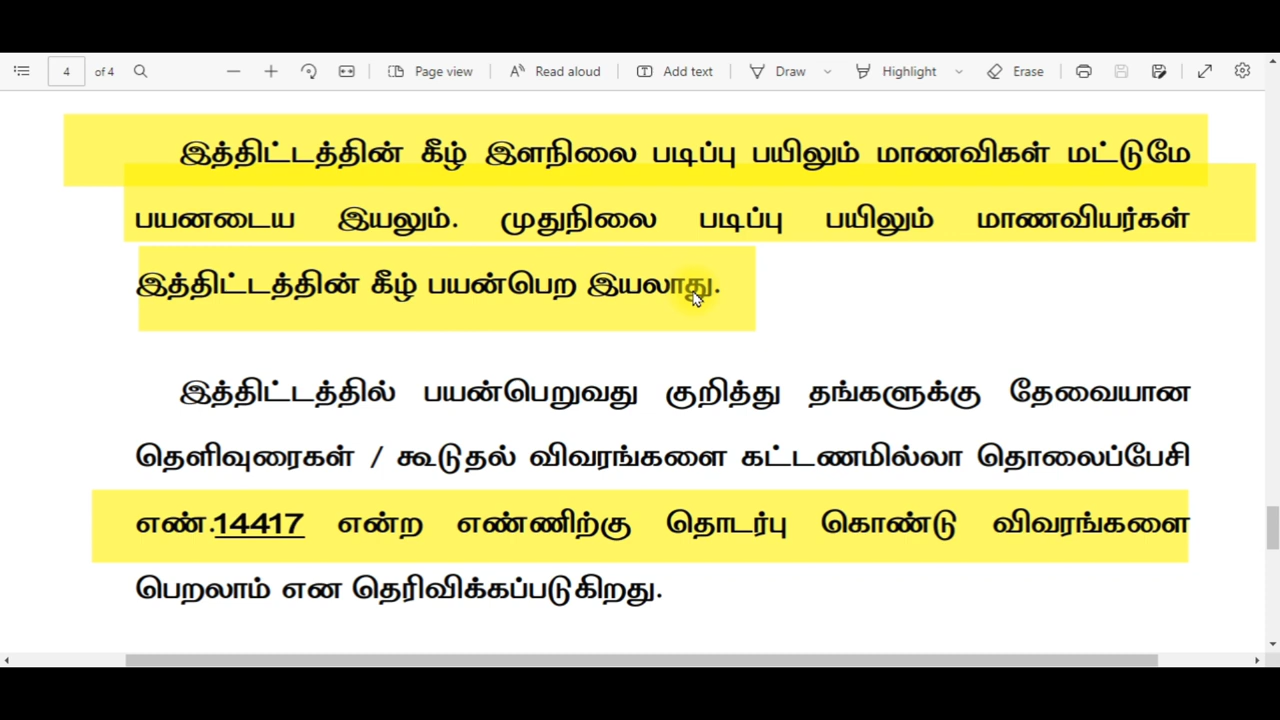 4 of 4 Page view Read aloud Add text Draw Highlight Erase
இத்திட்டத்தின் கீழ் இளநிலை படிப்பு பயிலும் மாணவிகள் மட்டுமே
பயனடைய இயலும். முதுநிலை படிப்பு பயிலும் மாணவியர்கள்
இத்திட்டத்தின் கீழ் பயன்பெற இயலாது.
இத்திட்டத்தில் பயன்பெறுவது குறித்து தங்களுக்கு தேவையான
தெளிவுரைகள் / கூடுதல் விவரங்களை கட்டணமில்லா தொலைப்பேசி
எண்.14417 என்ற எண்ணிற்கு தொடர்பு கொண்டு விவரங்களை
பெறலாம் என தெரிவிக்கப்படுகிறது.